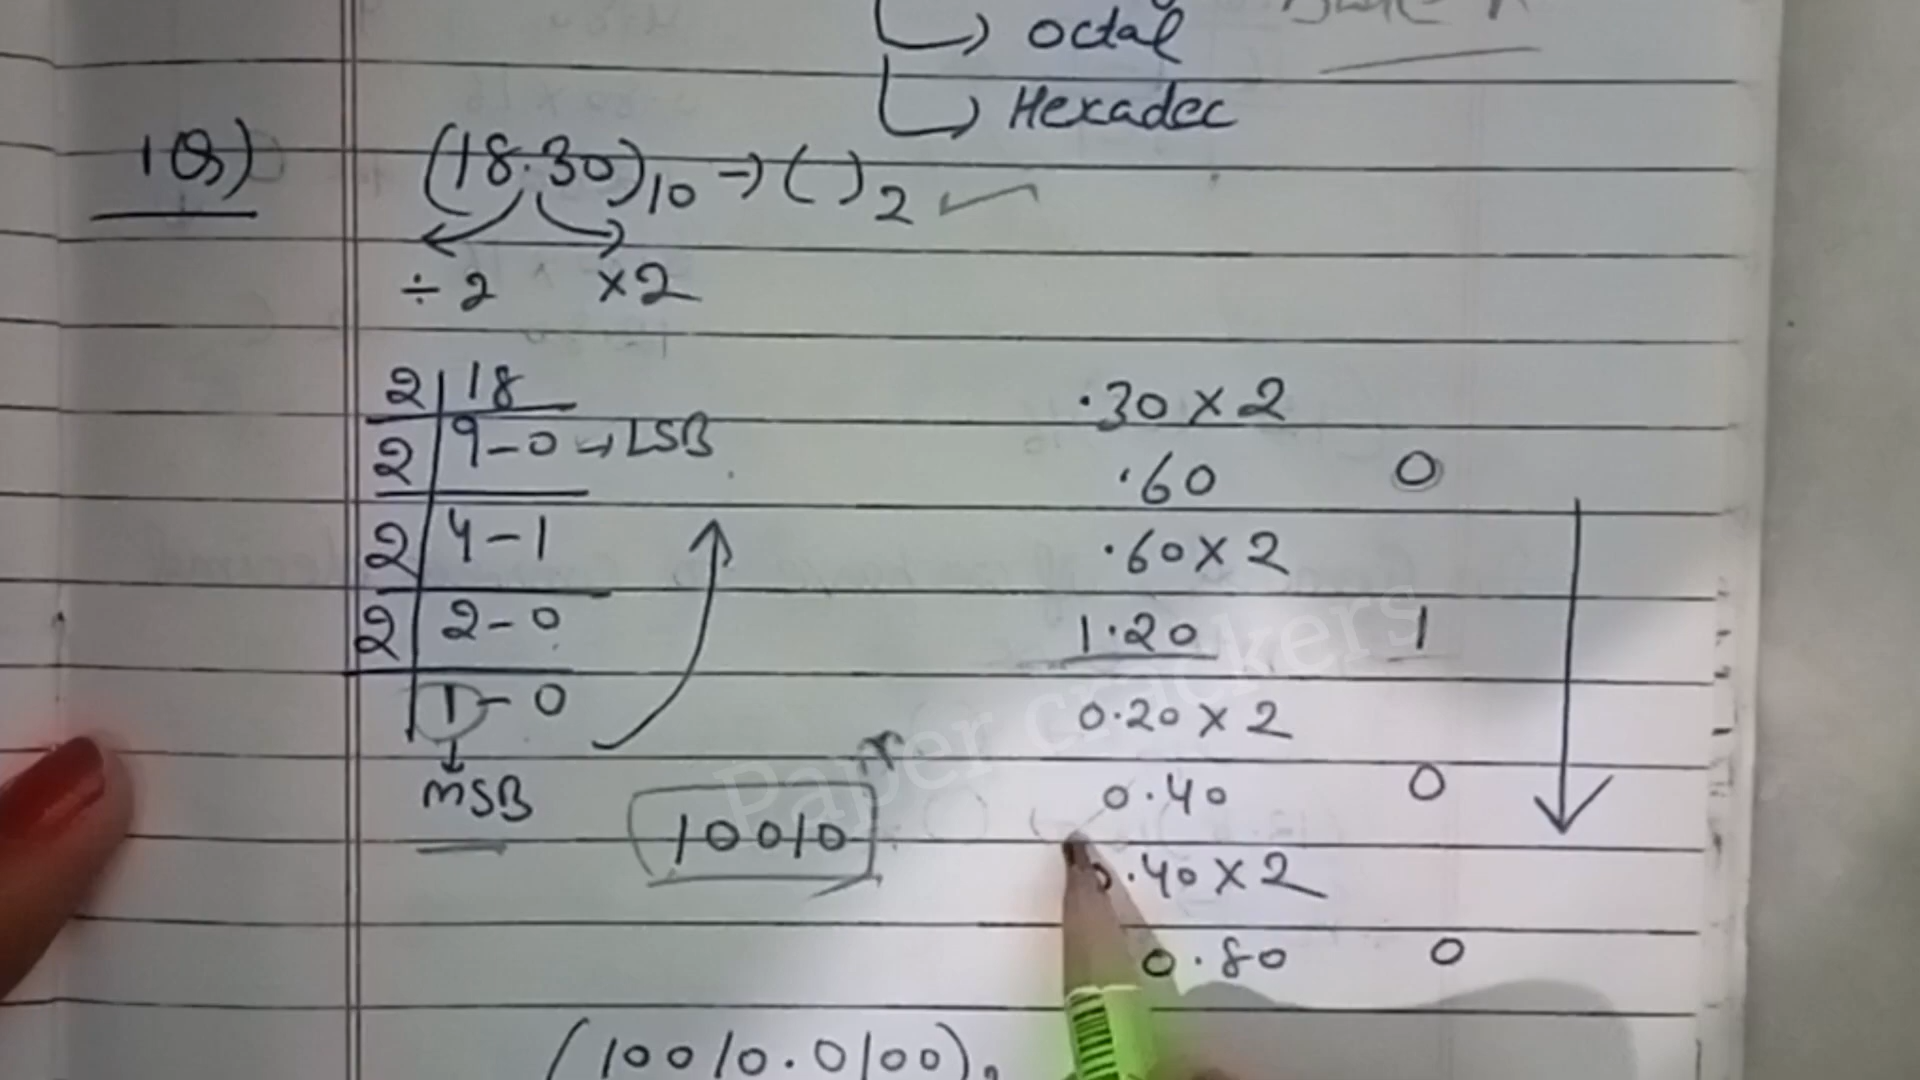 octal
Hexadec
1Q) (18.30)10 → ( )2 ✓
÷ 2 ×2
2 18
2 9-0 → LSB
2 4-1
2 2-0
1-0
MSB
10010
.30 × 2
.60 0
.60 × 2
1.20 1
0.20 × 2
0.40 0
0.40 × 2
0.80 0
(10010.0100)2
Paper crackers